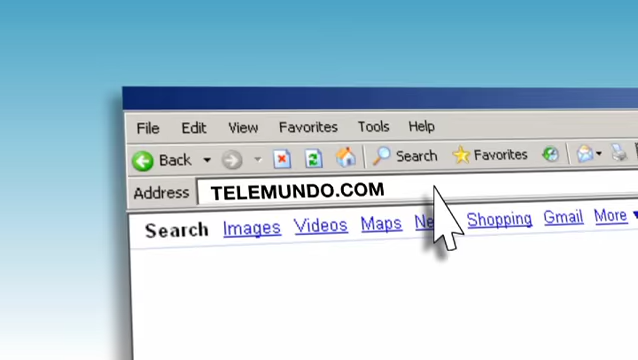 File Edit View Favorites Tools Help
Back Search Favorites
Address TELEMUNDO.COM
Search Images Videos Maps Shopping Gmail More